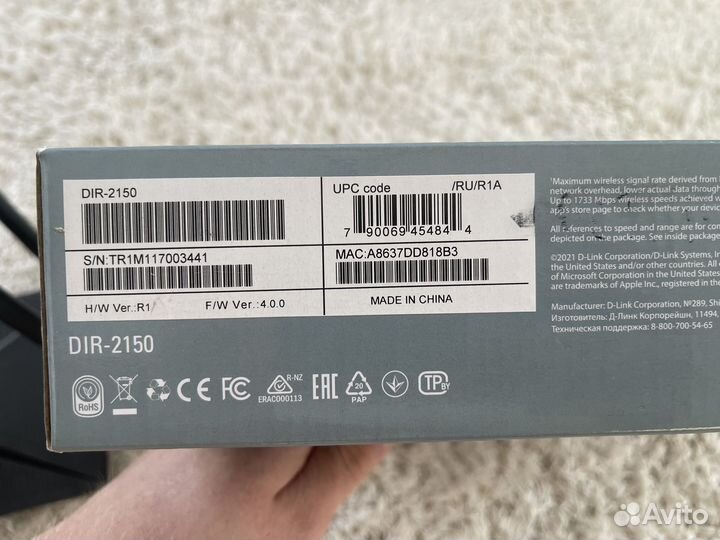 DIR-2150
UPC code
/RU/R1A
7 90069 45484 4
S/N:TR1M117003441
MAC:A8637DD818B3
H/W Ver.:R1
F/W Ver.:4.0.0
MADE IN CHINA
DIR-2150
RoHS
CE FC
R-NZ
ERAC000113
EAC
20
PAP
TP
BY
¹Maximum wireless signal rate derived from
network overhead, lower actual data through
Up to 1733 Mbps wireless speeds achieved w
app's store page to check whether your devic
All references to speed and range are for com
depicted on the package. See inside package
©2021 D-Link Corporation/D-Link Systems, In
the United States and/or other countries. All
of Microsoft Corporation in the United States
are trademarks of Apple Inc., registered in the
Manufacturer: D-Link Corporation, №289, Shi
Изготовитель: Д-Линк Корпорейшн, 11494,
Техническая поддержка: 8-800-700-54-65
Avito